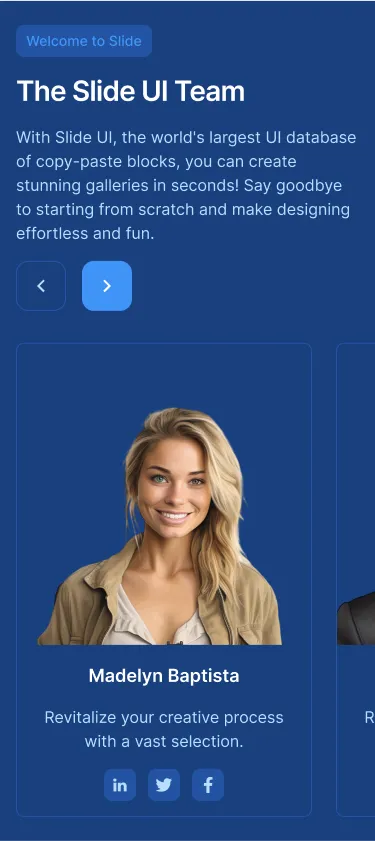 Welcome to Slide
The Slide UI Team
With Slide UI, the world's largest UI database
of copy-paste blocks, you can create
stunning galleries in seconds! Say goodbye
to starting from scratch and make designing
effortless and fun.
Madelyn Baptista
Revitalize your creative process
R
with a vast selection.
in
f